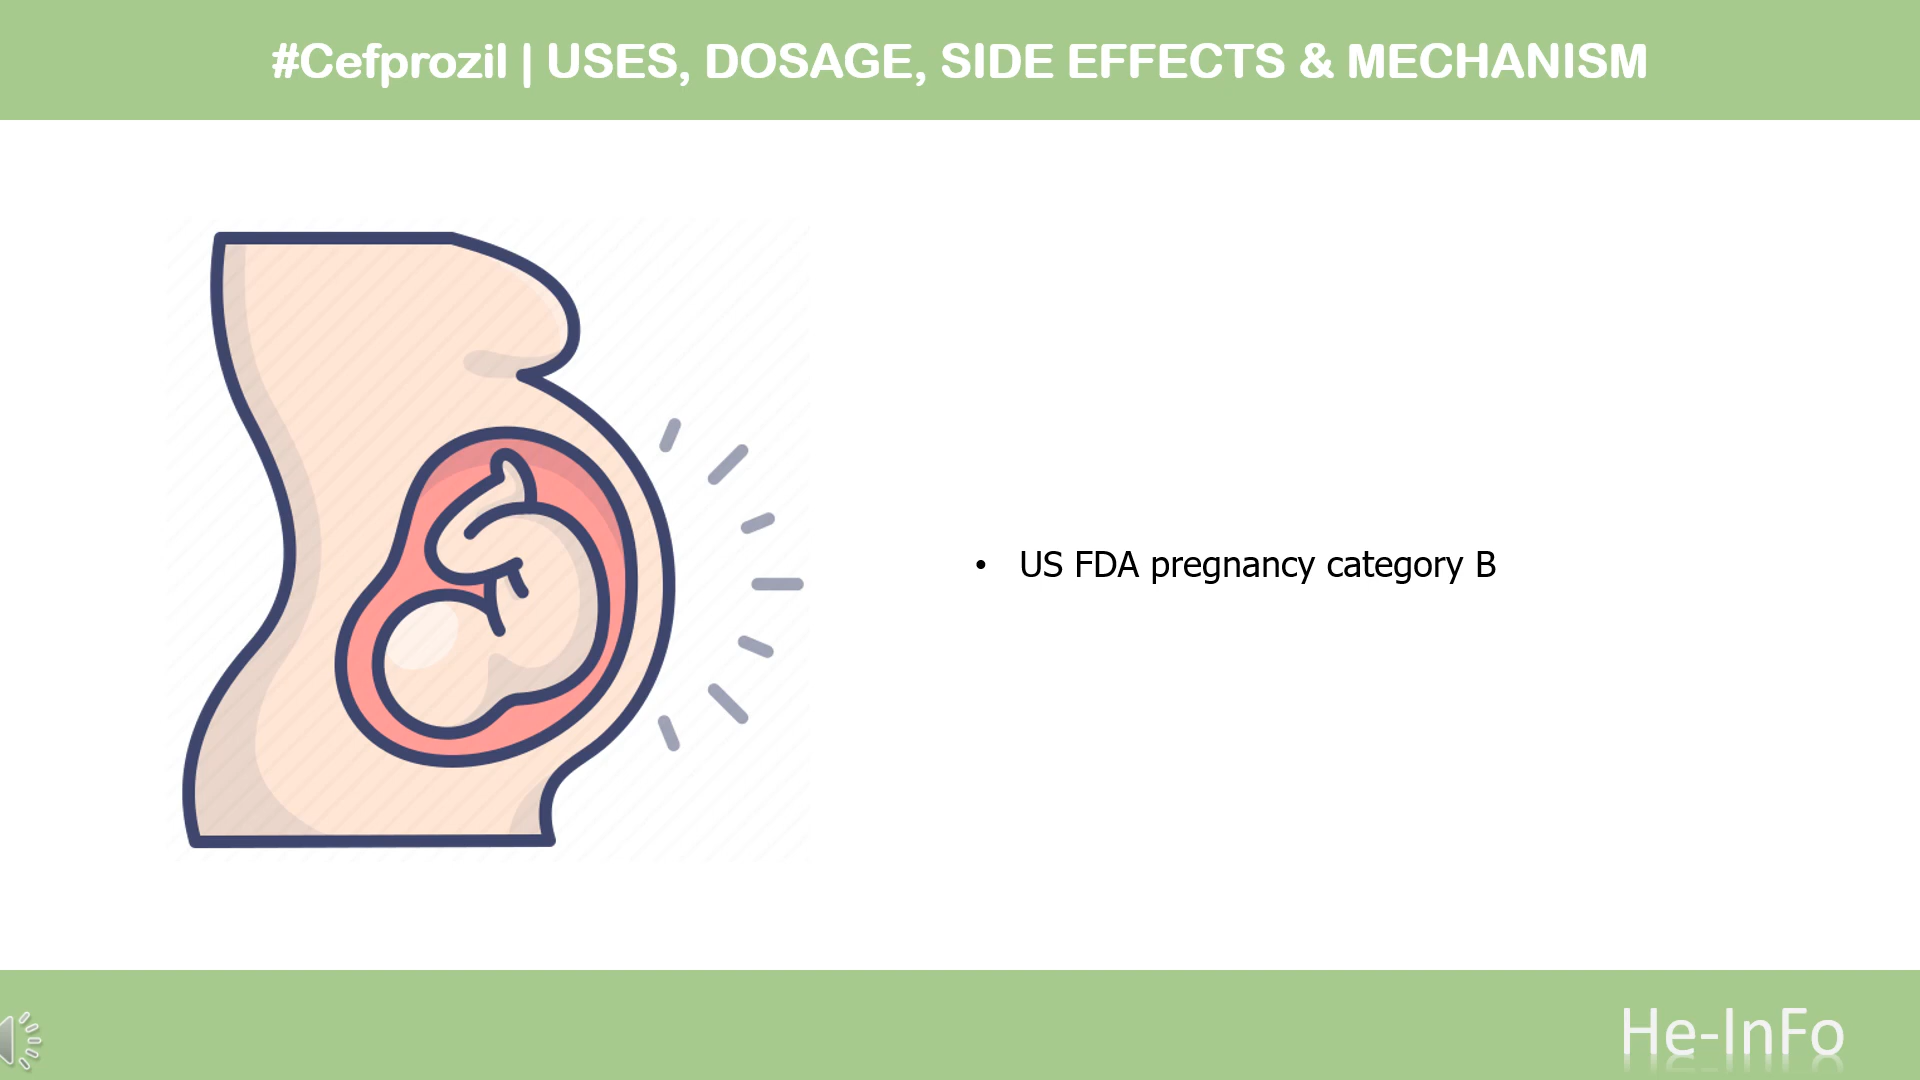 #Cefprozil | USES, DOSAGE, SIDE EFFECTS & MECHANISM
• US FDA pregnancy category B
He-InFo